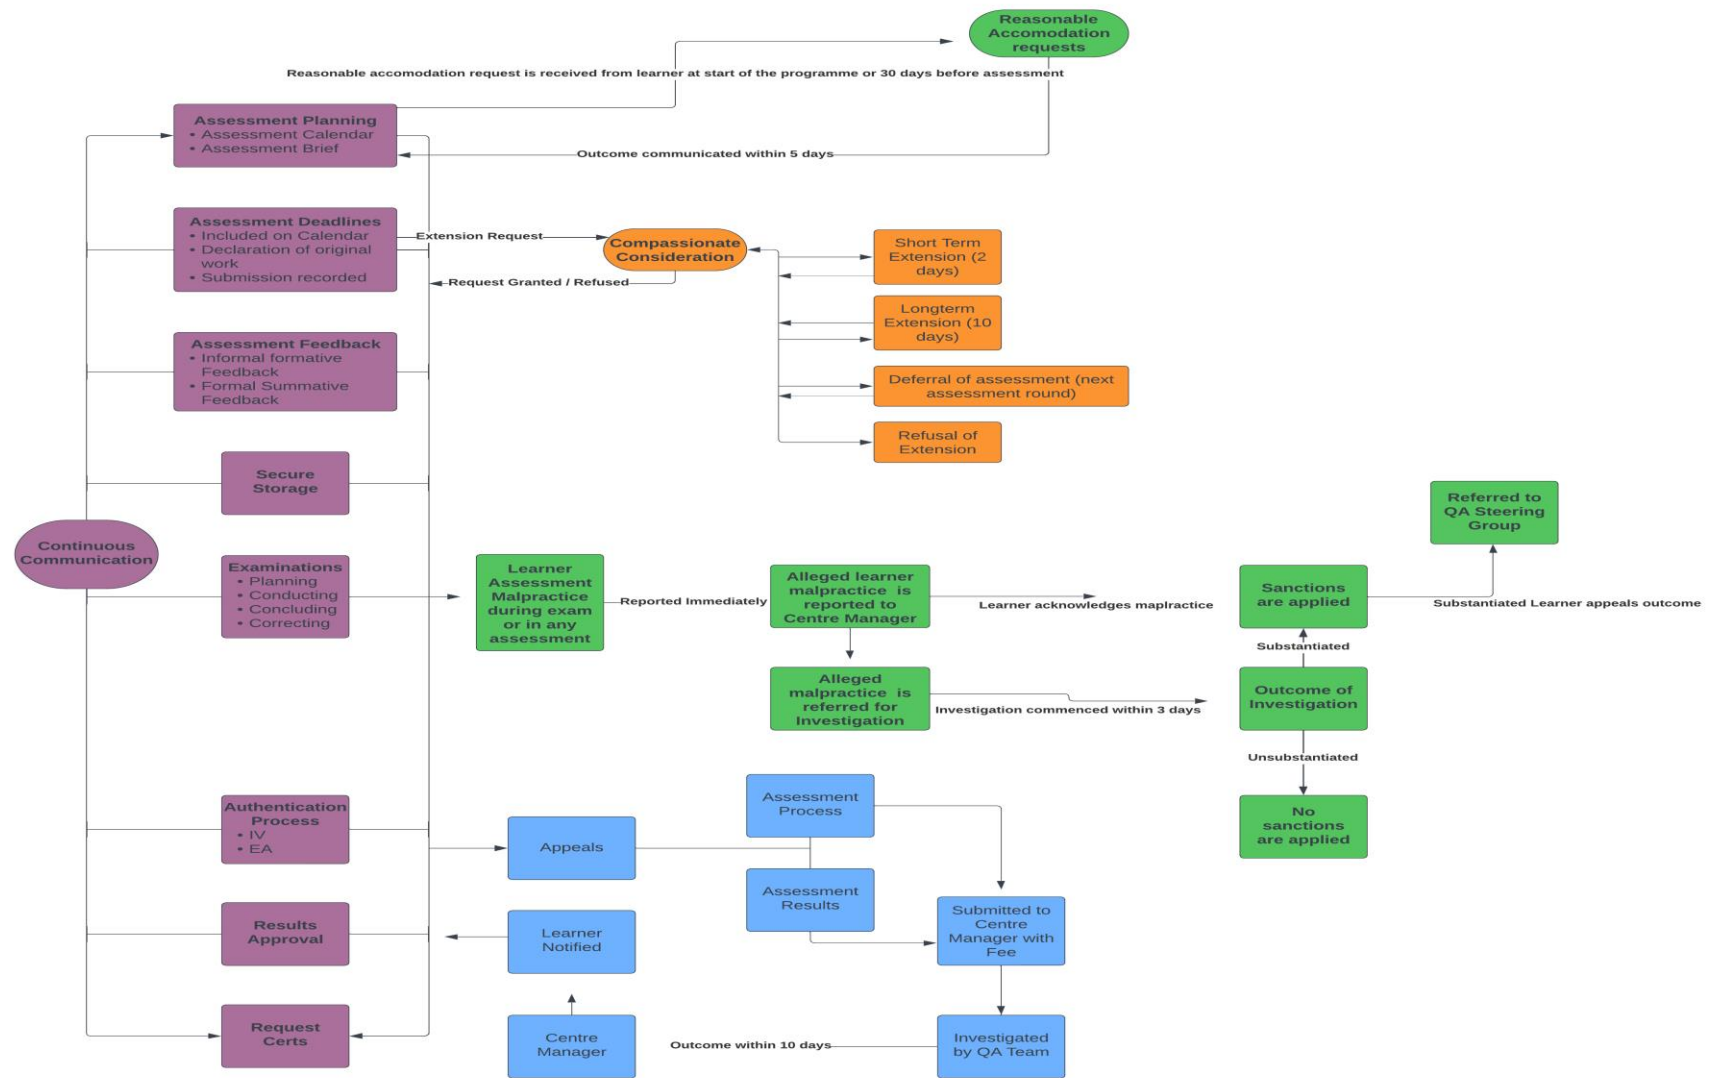 Reasonable
Accomodation
requests
Reasonable accomodation request is received from learner at start of the programme or 30 days before assessment
Assessment Planning
• Assessment Calendar
• Assessment Brief
Outcome communicated within 5 days
Assessment Deadlines
• Included on Calendar
• Declaration of original
work
• Submission recorded
Extension Request
Compassionate
Consideration
Request Granted / Refused
Short Term
Extension (2
days)
Longterm
Extension (10
days)
Deferral of assessment (next
assessment round)
Refusal of
Extension
Assessment Feedback
• Informal formative
Feedback
• Formal Summative
Feedback
Secure
Storage
Continuous
Communication
Examinations
• Planning
• Conducting
• Concluding
• Correcting
Learner
Assessment
Malpractice
during exam
or in any
assessment
Reported Immediately
Alleged learner
malpractice is
reported to
Centre Manager
Learner acknowledges maplractice
Sanctions
are applied
Substantiated Learner appeals outcome
Referred to
QA Steering
Group
Alleged
malpractice is
referred for
Investigation
Investigation commenced within 3 days
Substantiated
Outcome of
Investigation
Unsubstantiated
No
sanctions
are applied
Authentication
Process
• IV
• EA
Appeals
Assessment
Process
Assessment
Results
Submitted to
Centre
Manager with
Fee
Results
Approval
Learner
Notified
Request
Certs
Centre
Manager
Outcome within 10 days
Investigated
by QA Team